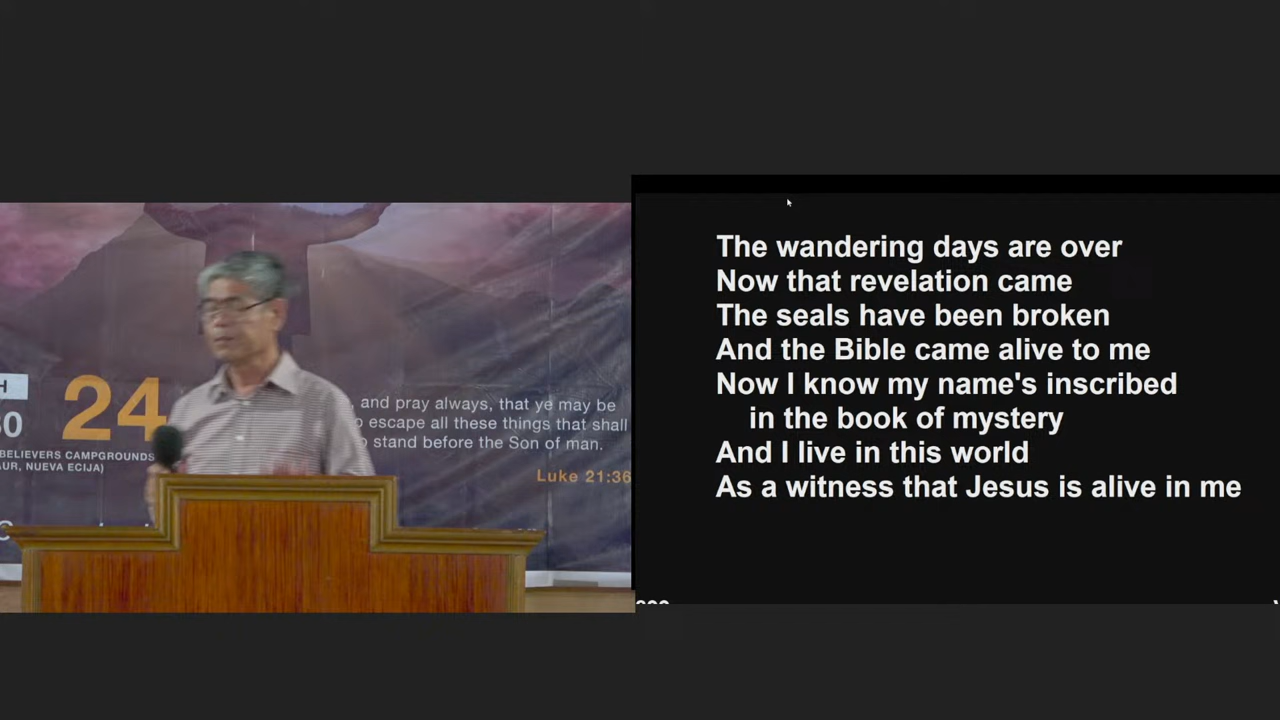 H
24
30
BELIEVERS CAMPGROUNDS
AUR, NUEVA ECIJA)
, and pray always, that ye may be
escape all these things that shall
stand before the Son of man.
Luke 21:36
The wandering days are over
Now that revelation came
The seals have been broken
And the Bible came alive to me
Now I know my name's inscribed
in the book of mystery
And I live in this world
As a witness that Jesus is alive in me